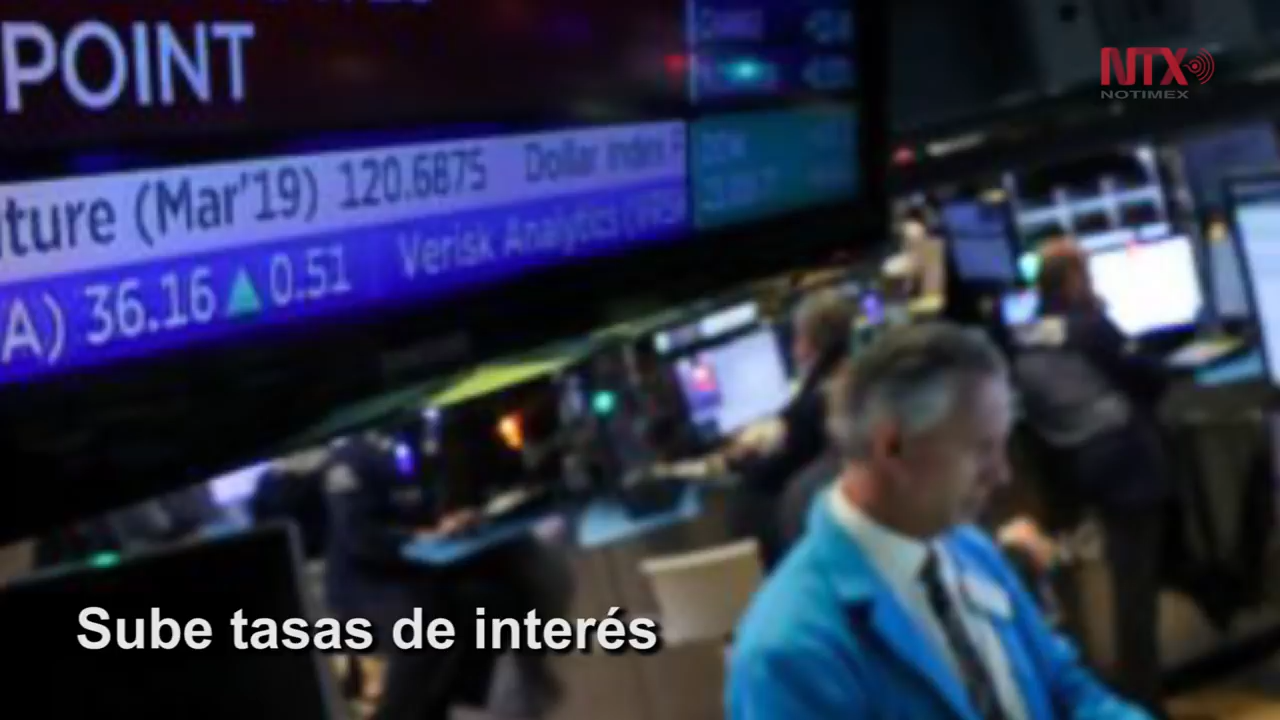 POINT
NTX
NOTIMEX
ture (Mar'19) 120.6875 Dollar Index F
A) 36.16 ▲ 0.51 Verisk Analytics
Sube tasas de interés